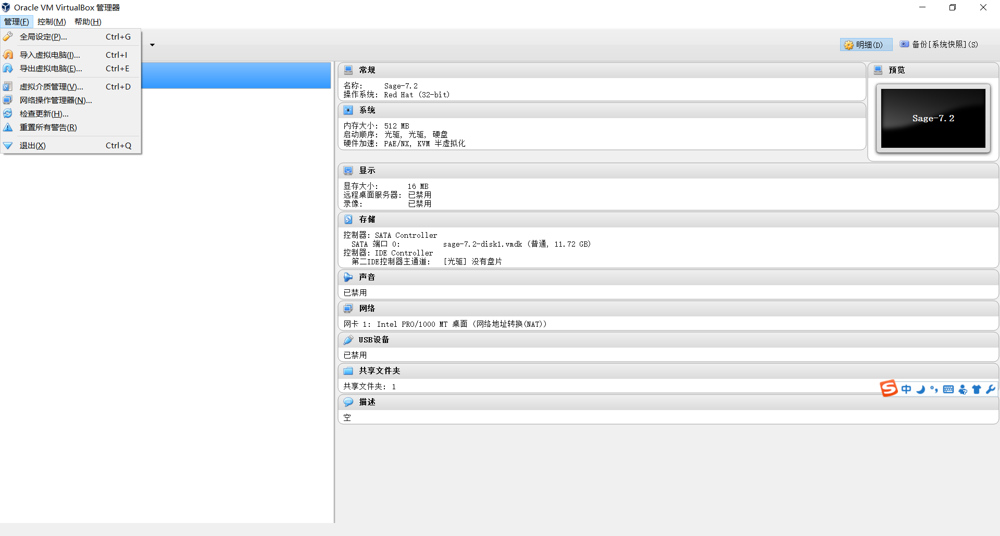 Oracle VM VirtualBox 管理器
管理(F) 控制(M) 帮助(H)
全局设定(P)... Ctrl+G
导入虚拟电脑(I)... Ctrl+I
导出虚拟电脑(E)... Ctrl+E
虚拟介质管理(V)... Ctrl+D
网络操作管理器(N)...
检查更新(H)...
重置所有警告(R)
退出(X) Ctrl+Q
明细(D) 备份[系统快照](S)
常规
名称: Sage-7.2
操作系统: Red Hat (32-bit)
预览
Sage-7.2
系统
内存大小: 512 MB
启动顺序: 光驱, 光驱, 硬盘
硬件加速: PAE/NX, KVM 半虚拟化
显示
显存大小: 16 MB
远程桌面服务器: 已禁用
录像: 已禁用
存储
控制器: SATA Controller
SATA 端口 0: sage-7.2-disk1.vmdk (普通, 11.72 GB)
控制器: IDE Controller
第二IDE控制器主通道: [光驱] 没有盘片
声音
已禁用
网络
网卡 1: Intel PRO/1000 MT 桌面 (网络地址转换(NAT))
USB设备
已禁用
共享文件夹
共享文件夹: 1
S 中
描述
空